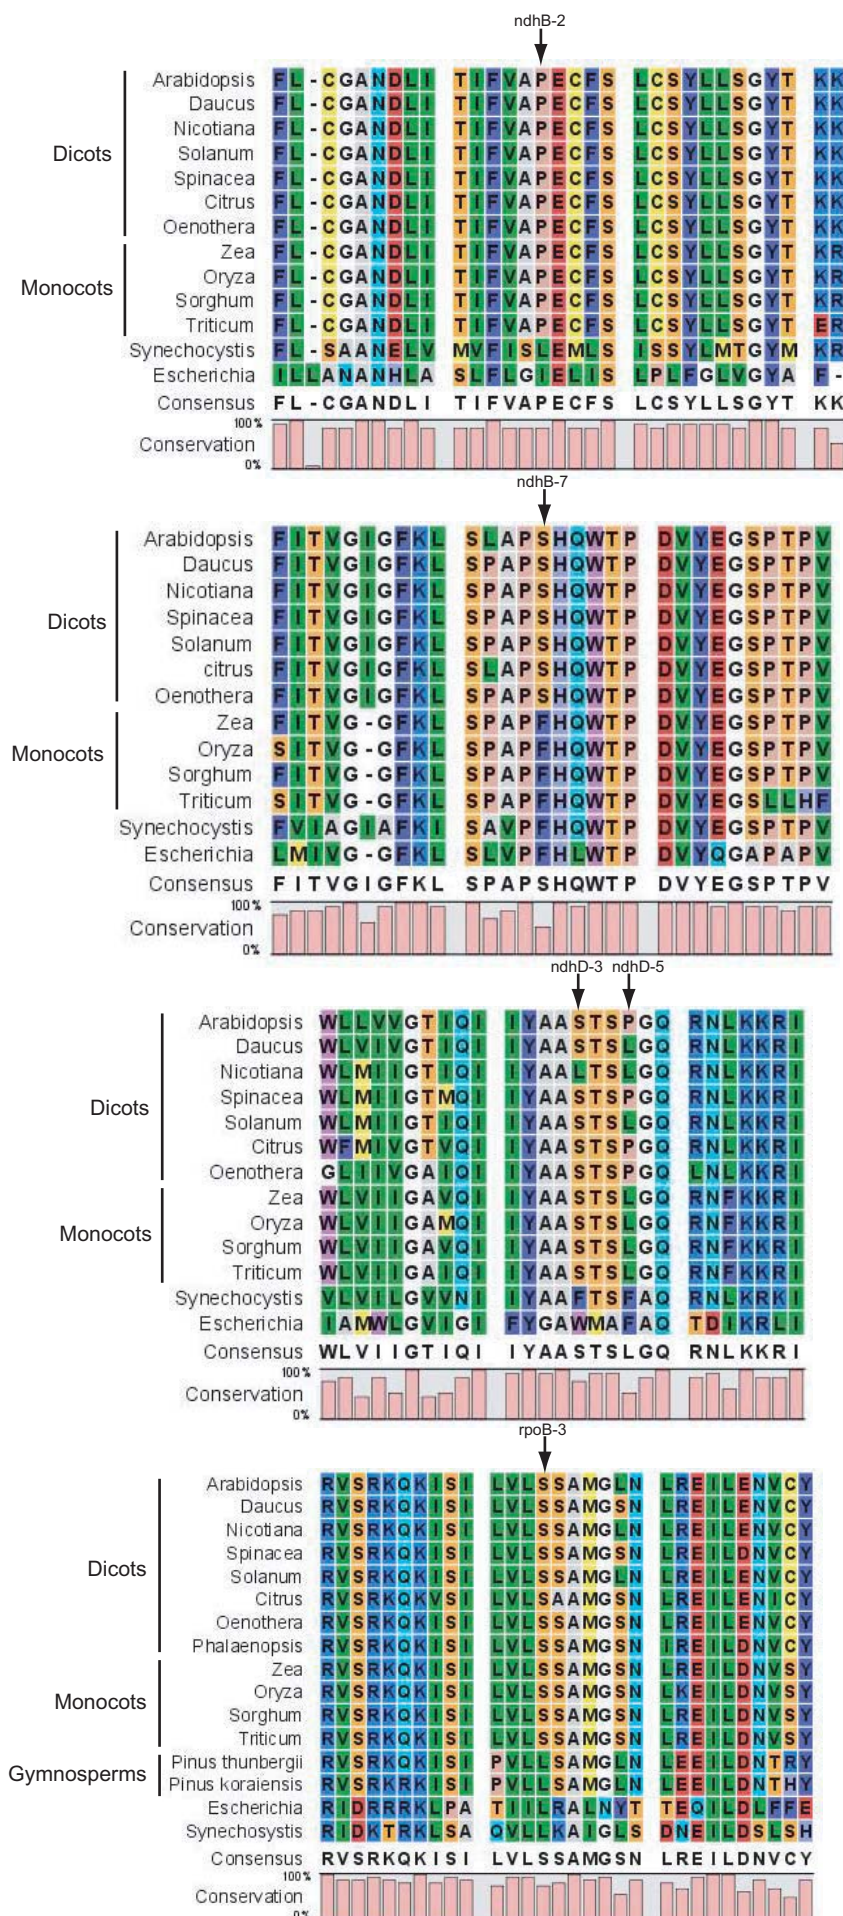 ndhB-2
Arabidopsis FL-CGANDLI TIFVAPECFS LCSYLLSGYT KK
Daucus FL-CGANDLI TIFVAPECFS LCSYLLSGYT KK
Nicotiana FL-CGANDLI TIFVAPECFS LCSYLLSGYT KK
Dicots Solanum FL-CGANDLI TIFVAPECFS LCSYLLSGYT KK
Spinacea FL-CGANDLI TIFVAPECFS LCSYLLSGYT KK
Citrus FL-CGANDLI TIFVAPECFS LCSYLLSGYT KK
Oenothera FL-CGANDLI TIFVAPECFS LCSYLLSGYT KK
Zea FL-CGANDLI TIFVAPECFS LCSYLLSGYT KR
Monocots Oryza FL-CGANDLI TIFVAPECFS LCSYLLSGYT KR
Sorghum FL-CGANDLI TIFVAPECFS LCSYLLSGYT KR
Triticum FL-CGANDLI TIFVAPECFS LCSYLLSGYT ER
Synechocystis FL-SAANELV MVFISLEMLS ISSYLMTGYM KR
Escherichia ILLANANHLA SLFLGIELIS LPLFGLVGYA F-
Consensus FL-CGANDLI TIFVAPECFS LCSYLLSGYT KK
100%
Conservation
0%
ndhB-7
Arabidopsis FITVGIGFKL SLAPSHQWTP DVYEGSPTPV
Daucus FITVGIGFKL SPAPSHQWTP DVYEGSPTPV
Nicotiana FITVGIGFKL SPAPSHQWTP DVYEGSPTPV
Dicots Spinacea FITVGIGFKL SPAPSHQWTP DVYEGSPTPV
Solanum FITVGIGFKL SPAPSHQWTP DVYEGSPTPV
citrus FITVGIGFKL SLAPSHQWTP DVYEGSPTPV
Oenothera FITVGIGFKL SPAPSHQWTP DVYEGSPTPV
Zea FITVG-GFKL SPAPFHQWTP DVYEGSPTPV
Monocots Oryza SITVG-GFKL SPAPFHQWTP DVYEGSPTPV
Sorghum FITVG-GFKL SPAPFHQWTP DVYEGSPTPV
Triticum SITVG-GFKL SPAPFHQWTP DVYEGSLLHF
Synechocystis FVIAGIAFKI SAVPFHQWTP DVYEGSPTPV
Escherichia LMIVG-GFKL SLVPFHLWTP DVYQGAPAPV
Consensus FITVGIGFKL SPAPSHQWTP DVYEGSPTPV
100%
Conservation
0%
ndhD-3 ndhD-5
Arabidopsis WLLVVGTIQI IYAASTSPGQ RNLKKRI
Daucus WLVIVGTIQI IYAASTSLGQ RNLKKRI
Nicotiana WLMIIGTIQI IYAALTSLGQ RNLKKRI
Dicots Spinacea WLMIIGTMQI IYAASTSPGQ RNLKKRI
Solanum WLMIIGTIQI IYAASTSLGQ RNLKKRI
Citrus WFMIVGTVQI IYAASTSPGQ RNLKKRI
Oenothera GLIIVGAIQI IYAASTSPGQ LNLKKRI
Zea WLVIIGAVQI IYAASTSLGQ RNFKKRI
Monocots Oryza WLVIIGAMQI IYAASTSLGQ RNFKKRI
Sorghum WLVIIGAVQI IYAASTSLGQ RNFKKRI
Triticum WLVIIGAIQI IYAASTSLGQ RNFKKRI
Synechocystis VLVILGVVNI IYAASFTSFAQ RNLKRKI
Escherichia IAMWLGVIGI FYGAWMAFAQ TDIKRLI
Consensus WLVIIGTIQI IYAASTSLGQ RNLKKRI
100%
Conservation
0%
rpoB-3
Arabidopsis RVSRKQKISI LVLSSAMGLN LREILENVCY
Daucus RVSRKQKISI LVLSSAMGSN LREILENVCY
Nicotiana RVSRKQKISI LVLSSAMGLN LREILENVCY
Dicots Spinacea RVSRKQKISI LVLSSAMGSN LREILDNVCY
Solanum RVSRKQKISI LVLSSAMGLN LREILENVCY
Citrus RVSRKQKVSI LVLSAAMGSN LREILENICY
Oenothera RVSRKQKISI LVLSSAMGSN LREILENVCY
Phalaenopsis RVSRKQKISI LVLSSAMGSN IREILDNVCY
Zea RVSRKQKISI LVLSSAMGSN LREILDNVSY
Monocots Oryza RVSRKQKISI LVLSSAMGSN LKEILDNVSY
Sorghum RVSRKQKISI LVLSSAMGSN LREILDNVSY
Triticum RVSRKQKISI LVLSSAMGSN LREILDNVSY
Gymnosperms Pinus thunbergii RVSRKQKISI PVLLSAMGLN LEEILDNTRY
Pinus koraiensis RVSRKRKISI PVLLSAMGLN LEEILDNTHY
Escherichia RIDRRRKLPA TIILRALNYT TEQILDLFFE
Synechosystis RIDKTRKLSA QVLLKAIGLS DNEILDSLSH
Consensus RVSRKQKISI LVLSSAMGSN LREILDNVCY
100%
Conservation
0%